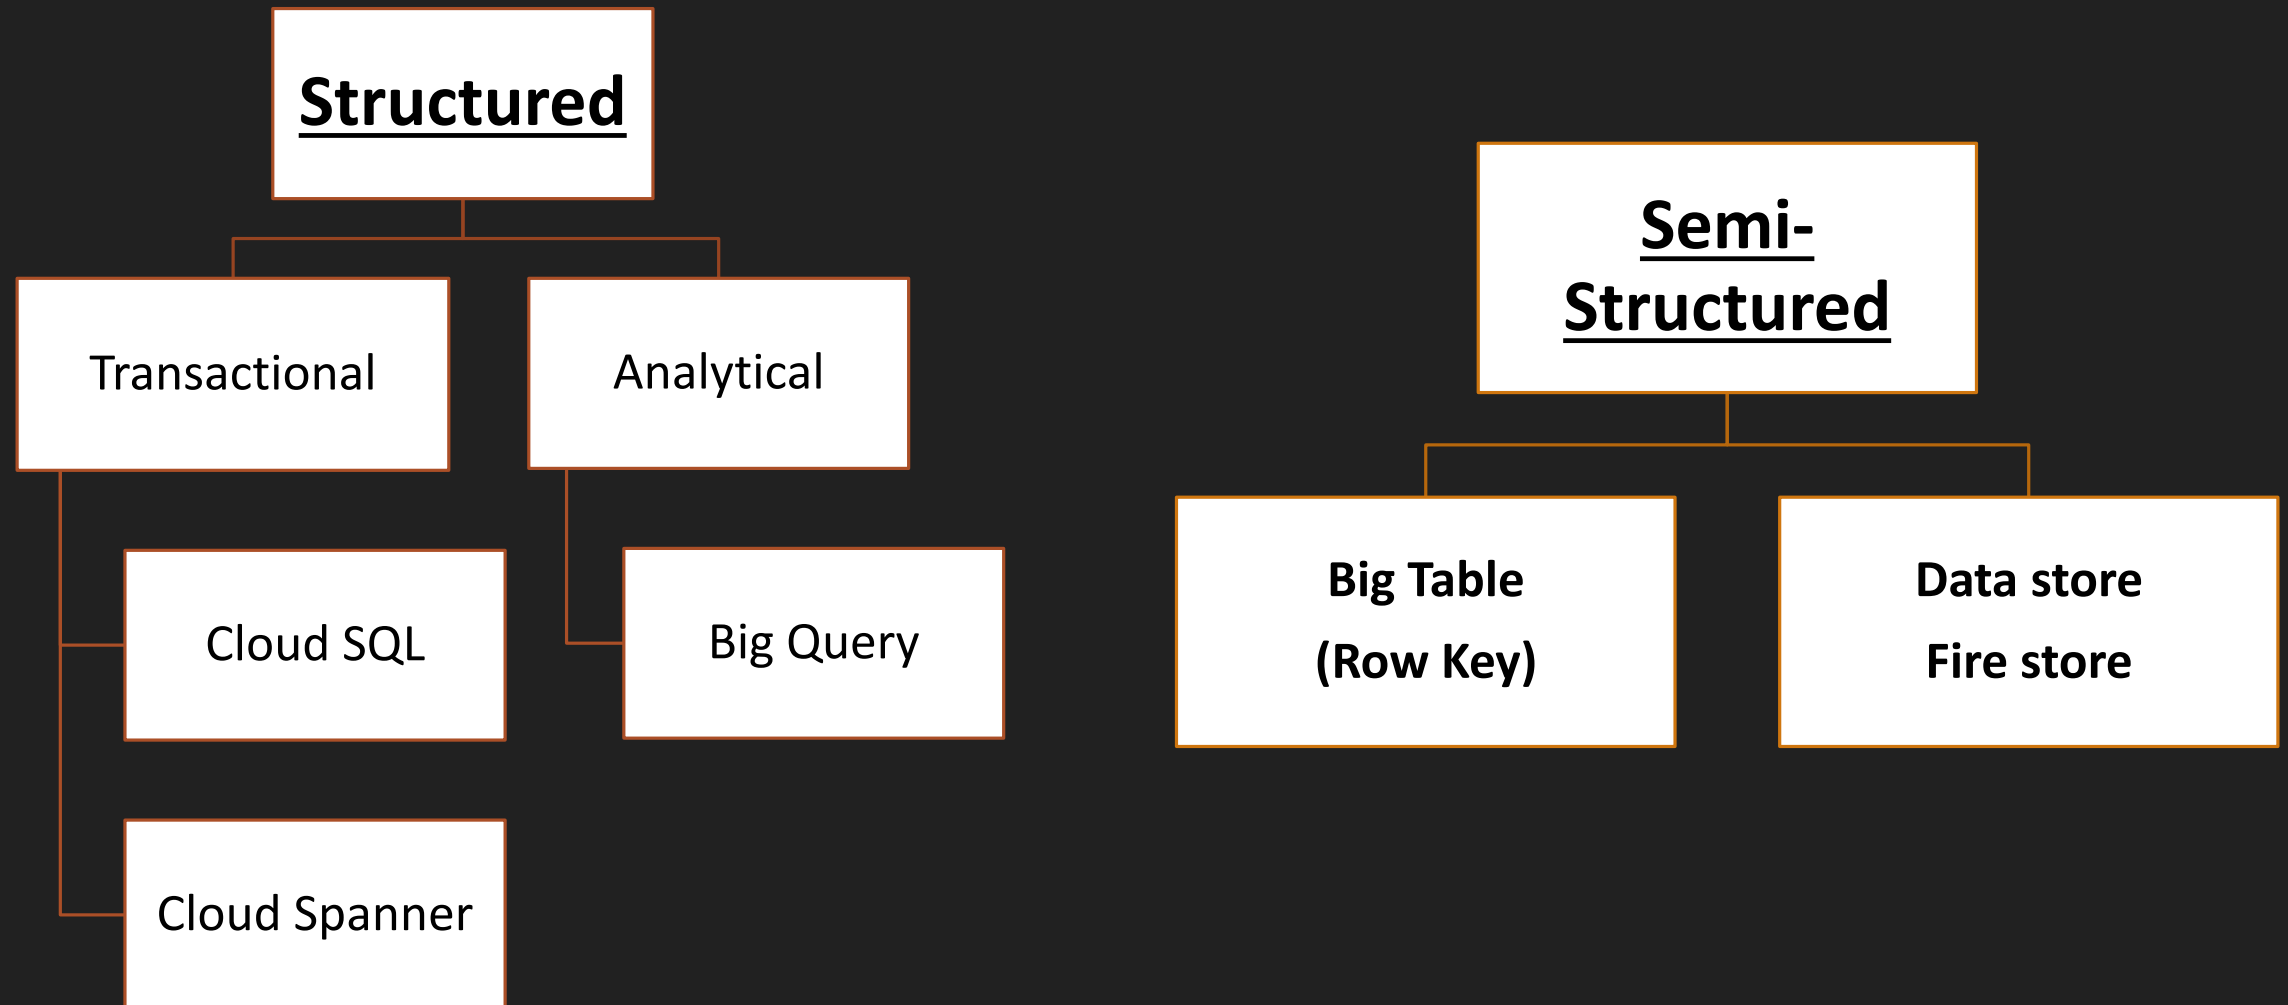 Structured
Transactional
Analytical
Cloud SQL
Big Query
Cloud Spanner
Semi-
Structured
Big Table
(Row Key)
Data store
Fire store